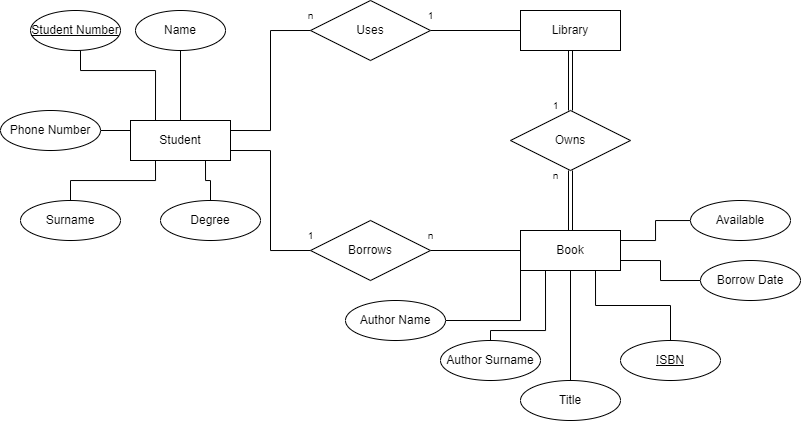 n
1
Student Number
Name
Uses
Library
1
Phone Number
Student
Owns
n
Surname
Degree
Available
1
n
Borrows
Book
Borrow Date
Author Name
Author Surname
ISBN
Title